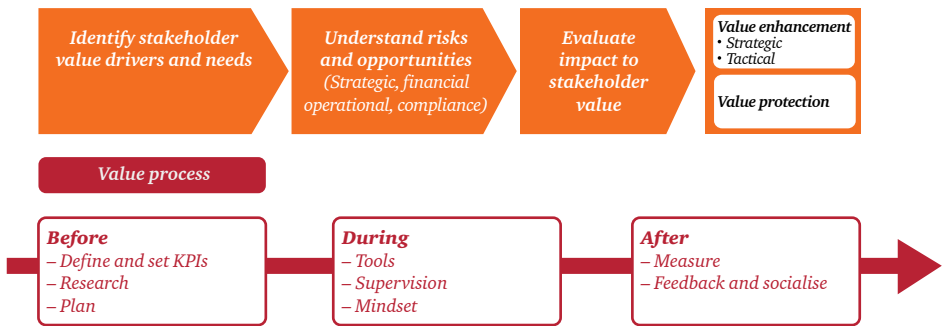 Identify stakeholder
value drivers and needs
Understand risks
and opportunities
(Strategic, financial
operational, compliance)
Evaluate
impact to
stakeholder
value
Value enhancement
• Strategic
• Tactical
Value protection
Value process
Before
– Define and set KPIs
– Research
– Plan
During
– Tools
– Supervision
– Mindset
After
– Measure
– Feedback and socialise